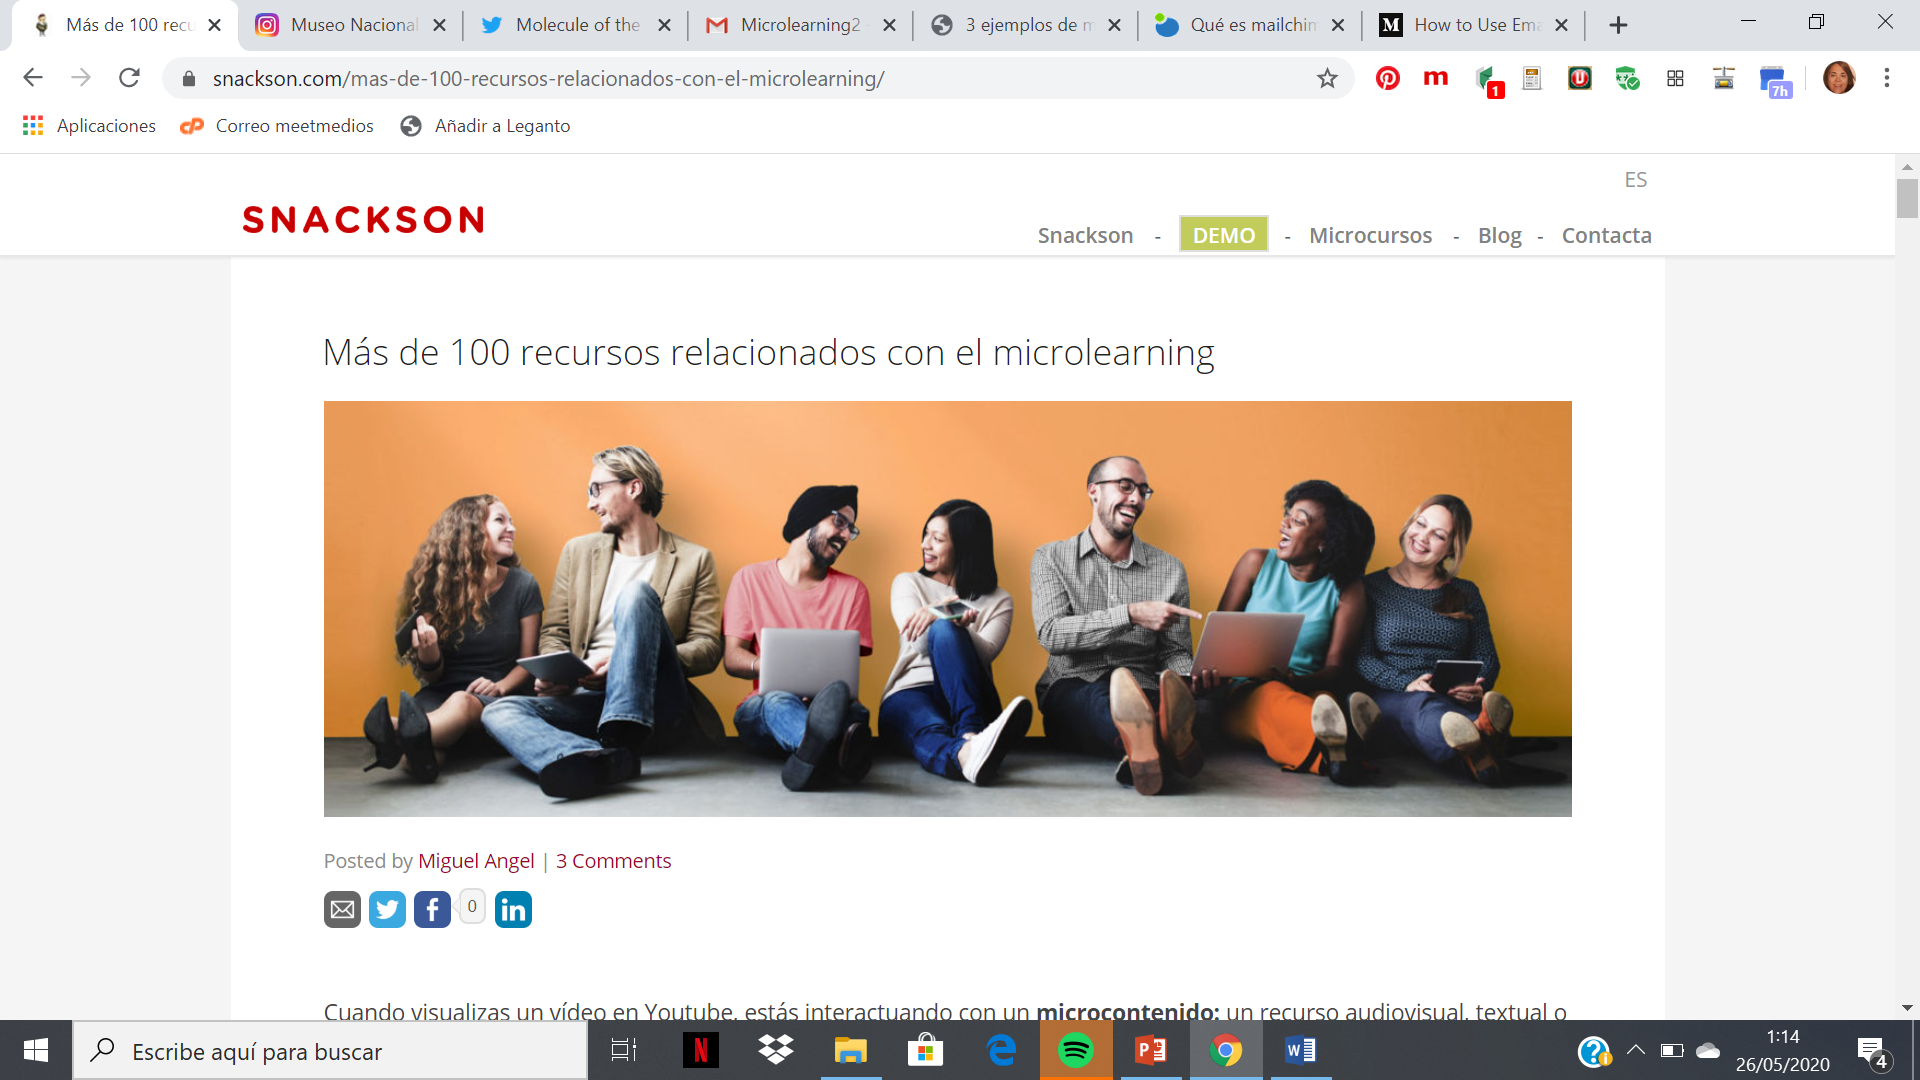 Más de 100 recu
Museo Nacional
Molecule of the
Microlearning2
3 ejemplos de m
Qué es mailchim
How to Use Ema
snackson.com/mas-de-100-recursos-relacionados-con-el-microlearning/
1
7h
Aplicaciones
Correo meetmedios
Añadir a Leganto
ES
SNACKSON
Snackson - DEMO - Microcursos - Blog - Contacta
Más de 100 recursos relacionados con el microlearning
Posted by Miguel Angel | 3 Comments
0
Cuando visualizas un vídeo en Youtube, estás interactuando con un microcontenido: un recurso audiovisual, textual o
Escribe aquí para buscar
1:14
26/05/2020
4